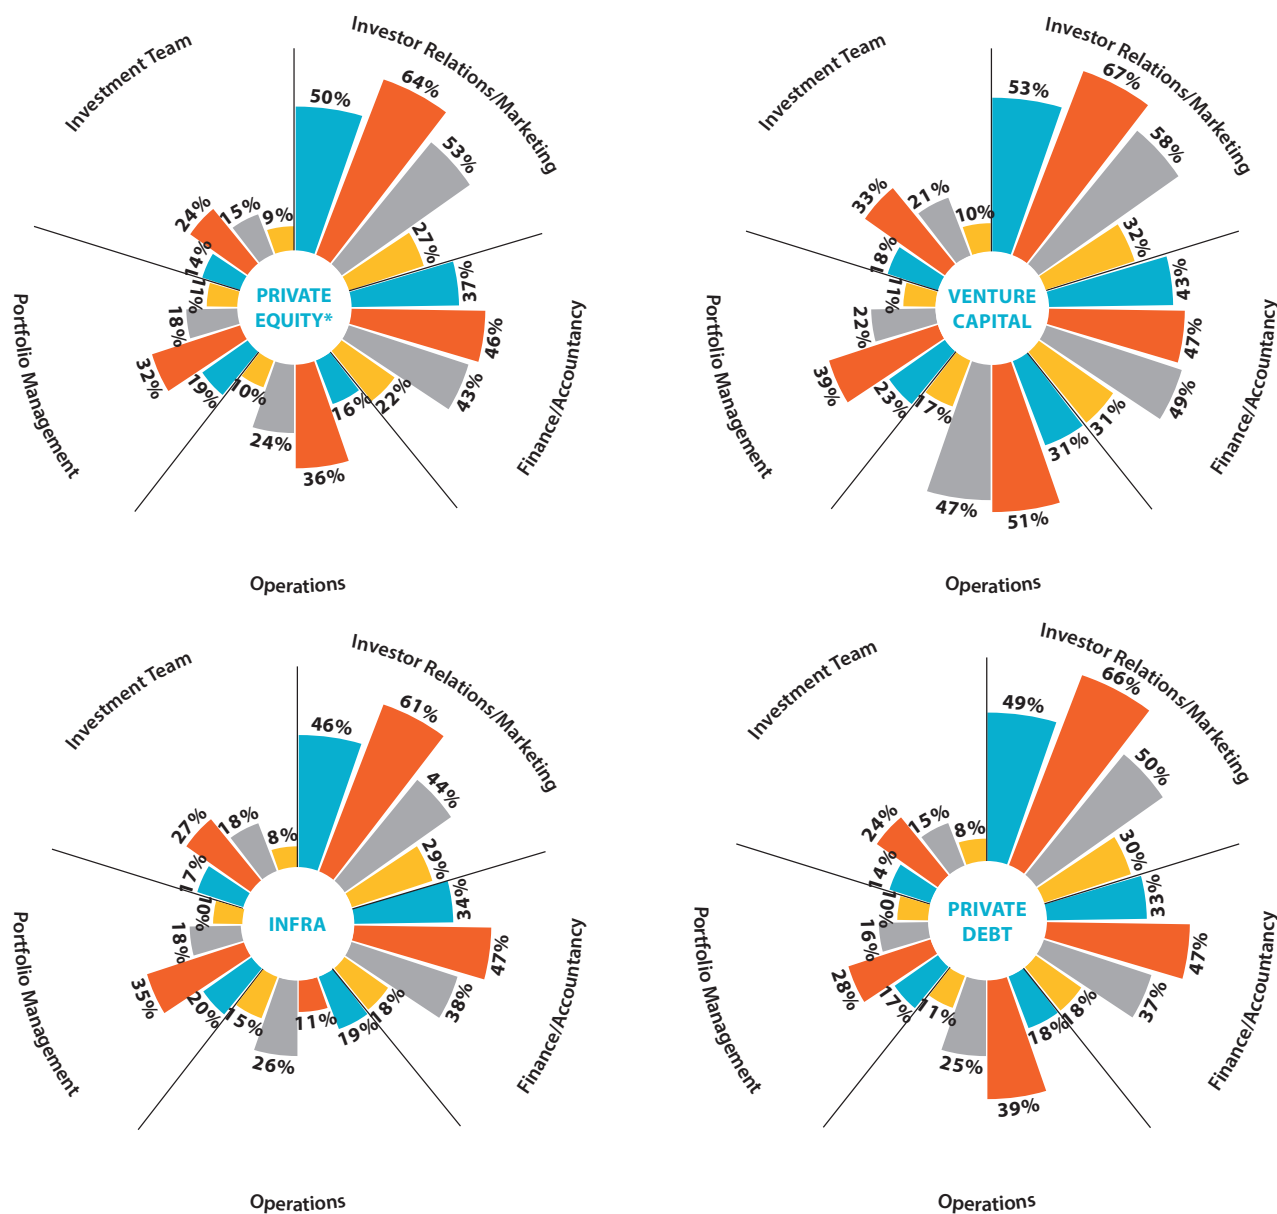 Investor Relations/Marketing
50%
64%
53%
27%
Finance/Accountancy
37%
46%
43%
22%
Operations
16%
36%
24%
10%
Portfolio Management
19%
32%
18%
11%
Investment Team
14%
24%
15%
9%
PRIVATE
EQUITY*
Investor Relations/Marketing
53%
67%
58%
32%
Finance/Accountancy
43%
47%
49%
31%
Operations
31%
51%
47%
17%
Portfolio Management
23%
39%
22%
11%
Investment Team
18%
33%
21%
10%
VENTURE
CAPITAL
Investor Relations/Marketing
46%
61%
44%
29%
Finance/Accountancy
34%
47%
38%
18%
Operations
19%
11%
26%
15%
Portfolio Management
20%
35%
18%
10%
Investment Team
17%
27%
18%
8%
INFRA
Investor Relations/Marketing
49%
66%
50%
30%
Finance/Accountancy
33%
47%
37%
18%
Operations
18%
39%
25%
11%
Portfolio Management
17%
28%
16%
10%
Investment Team
14%
24%
15%
8%
PRIVATE
DEBT